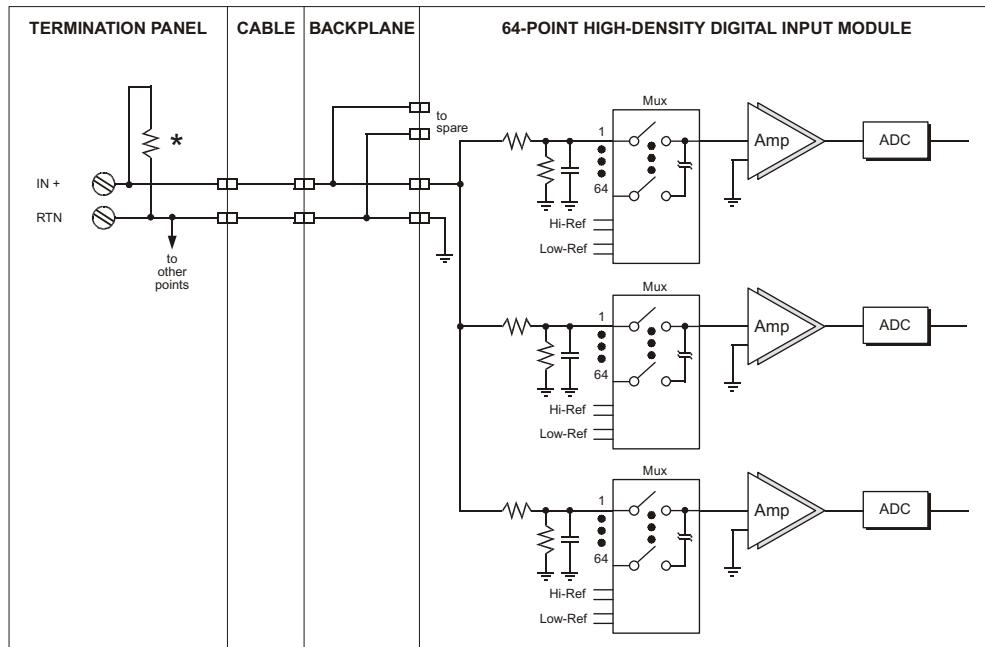 TERMINATION PANEL
CABLE
BACKPLANE
64-POINT HIGH-DENSITY DIGITAL INPUT MODULE
*
IN +
RTN
to
other
points
to
spare
Mux
1
64
Hi-Ref
Low-Ref
Amp
ADC
Mux
1
64
Hi-Ref
Low-Ref
Amp
ADC
Mux
1
64
Hi-Ref
Low-Ref
Amp
ADC